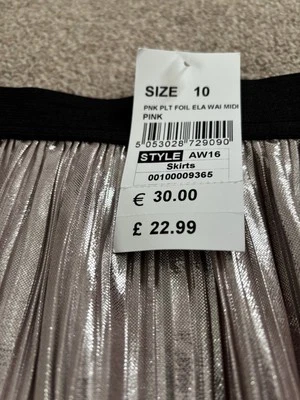 SIZE 10
PNK PLT FOIL ELA WAI MIDI
PINK
5 053028 729090
STYLE AW16
Skirts
00100009365
€ 30.00
£ 22.99